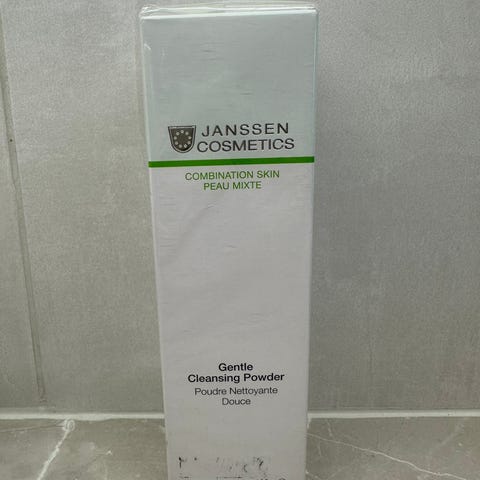 JANSSEN
COSMETICS
COMBINATION SKIN
PEAU MIXTE
Gentle
Cleansing Powder
Poudre Nettoyante
Douce